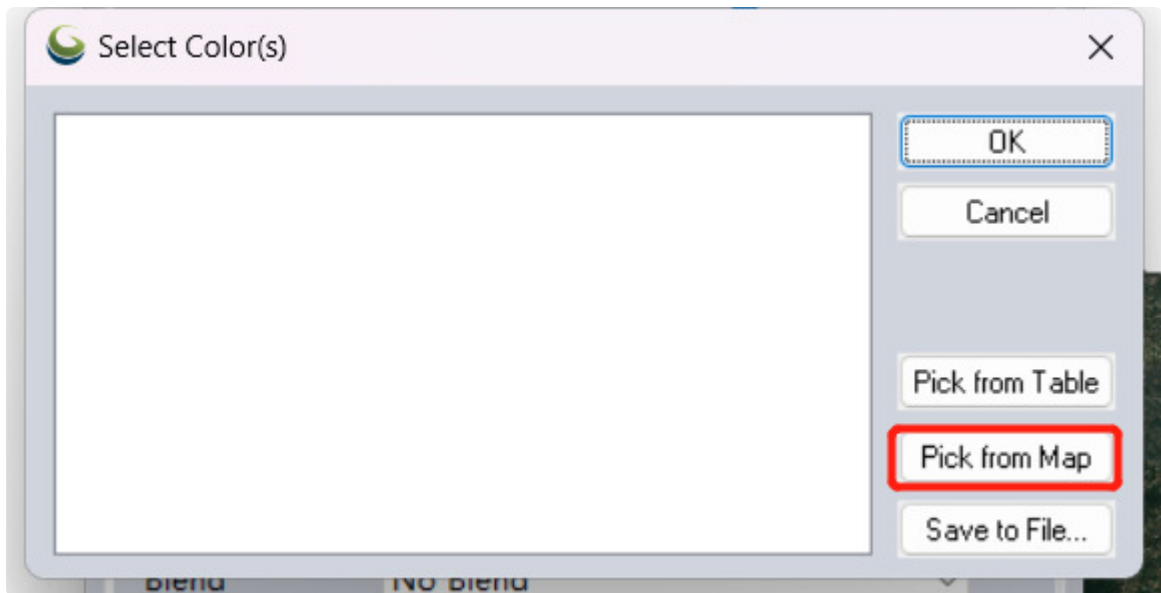 Select Color(s)
OK
Cancel
Pick from Table
Pick from Map
Save to File...
Blend No Blend